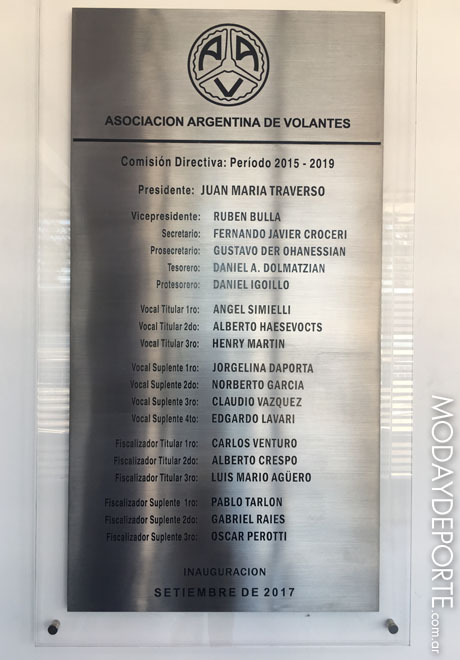 AAV
ASOCIACION ARGENTINA DE VOLANTES
Comisión Directiva: Período 2015 - 2019
Presidente: JUAN MARIA TRAVERSO
Vicepresidente: RUBEN BULLA
Secretario: FERNANDO JAVIER CROCERI
Prosecretario: GUSTAVO DER OHANESSIAN
Tesorero: DANIEL A. DOLMATZIAN
Protesorero: DANIEL IGOILLO
Vocal Titular 1ro: ANGEL SIMIELLI
Vocal Titular 2do: ALBERTO HAESEVOCTS
Vocal Titular 3ro: HENRY MARTIN
Vocal Suplente 1ro: JORGELINA DAPORTA
Vocal Suplente 2do: NORBERTO GARCIA
Vocal Suplente 3ro: CLAUDIO VAZQUEZ
Vocal Suplente 4to: EDGARDO LAVARI
Fiscalizador Titular 1ro: CARLOS VENTURO
Fiscalizador Titular 2do: ALBERTO CRESPO
Fiscalizador Titular 3ro: LUIS MARIO AGÜERO
Fiscalizador Suplente 1ro: PABLO TARLON
Fiscalizador Suplente 2do: GABRIEL RAIES
Fiscalizador Suplente 3ro: OSCAR PEROTTI
INAUGURACION
SETIEMBRE DE 2017
MODAYDEPORTE.com.ar